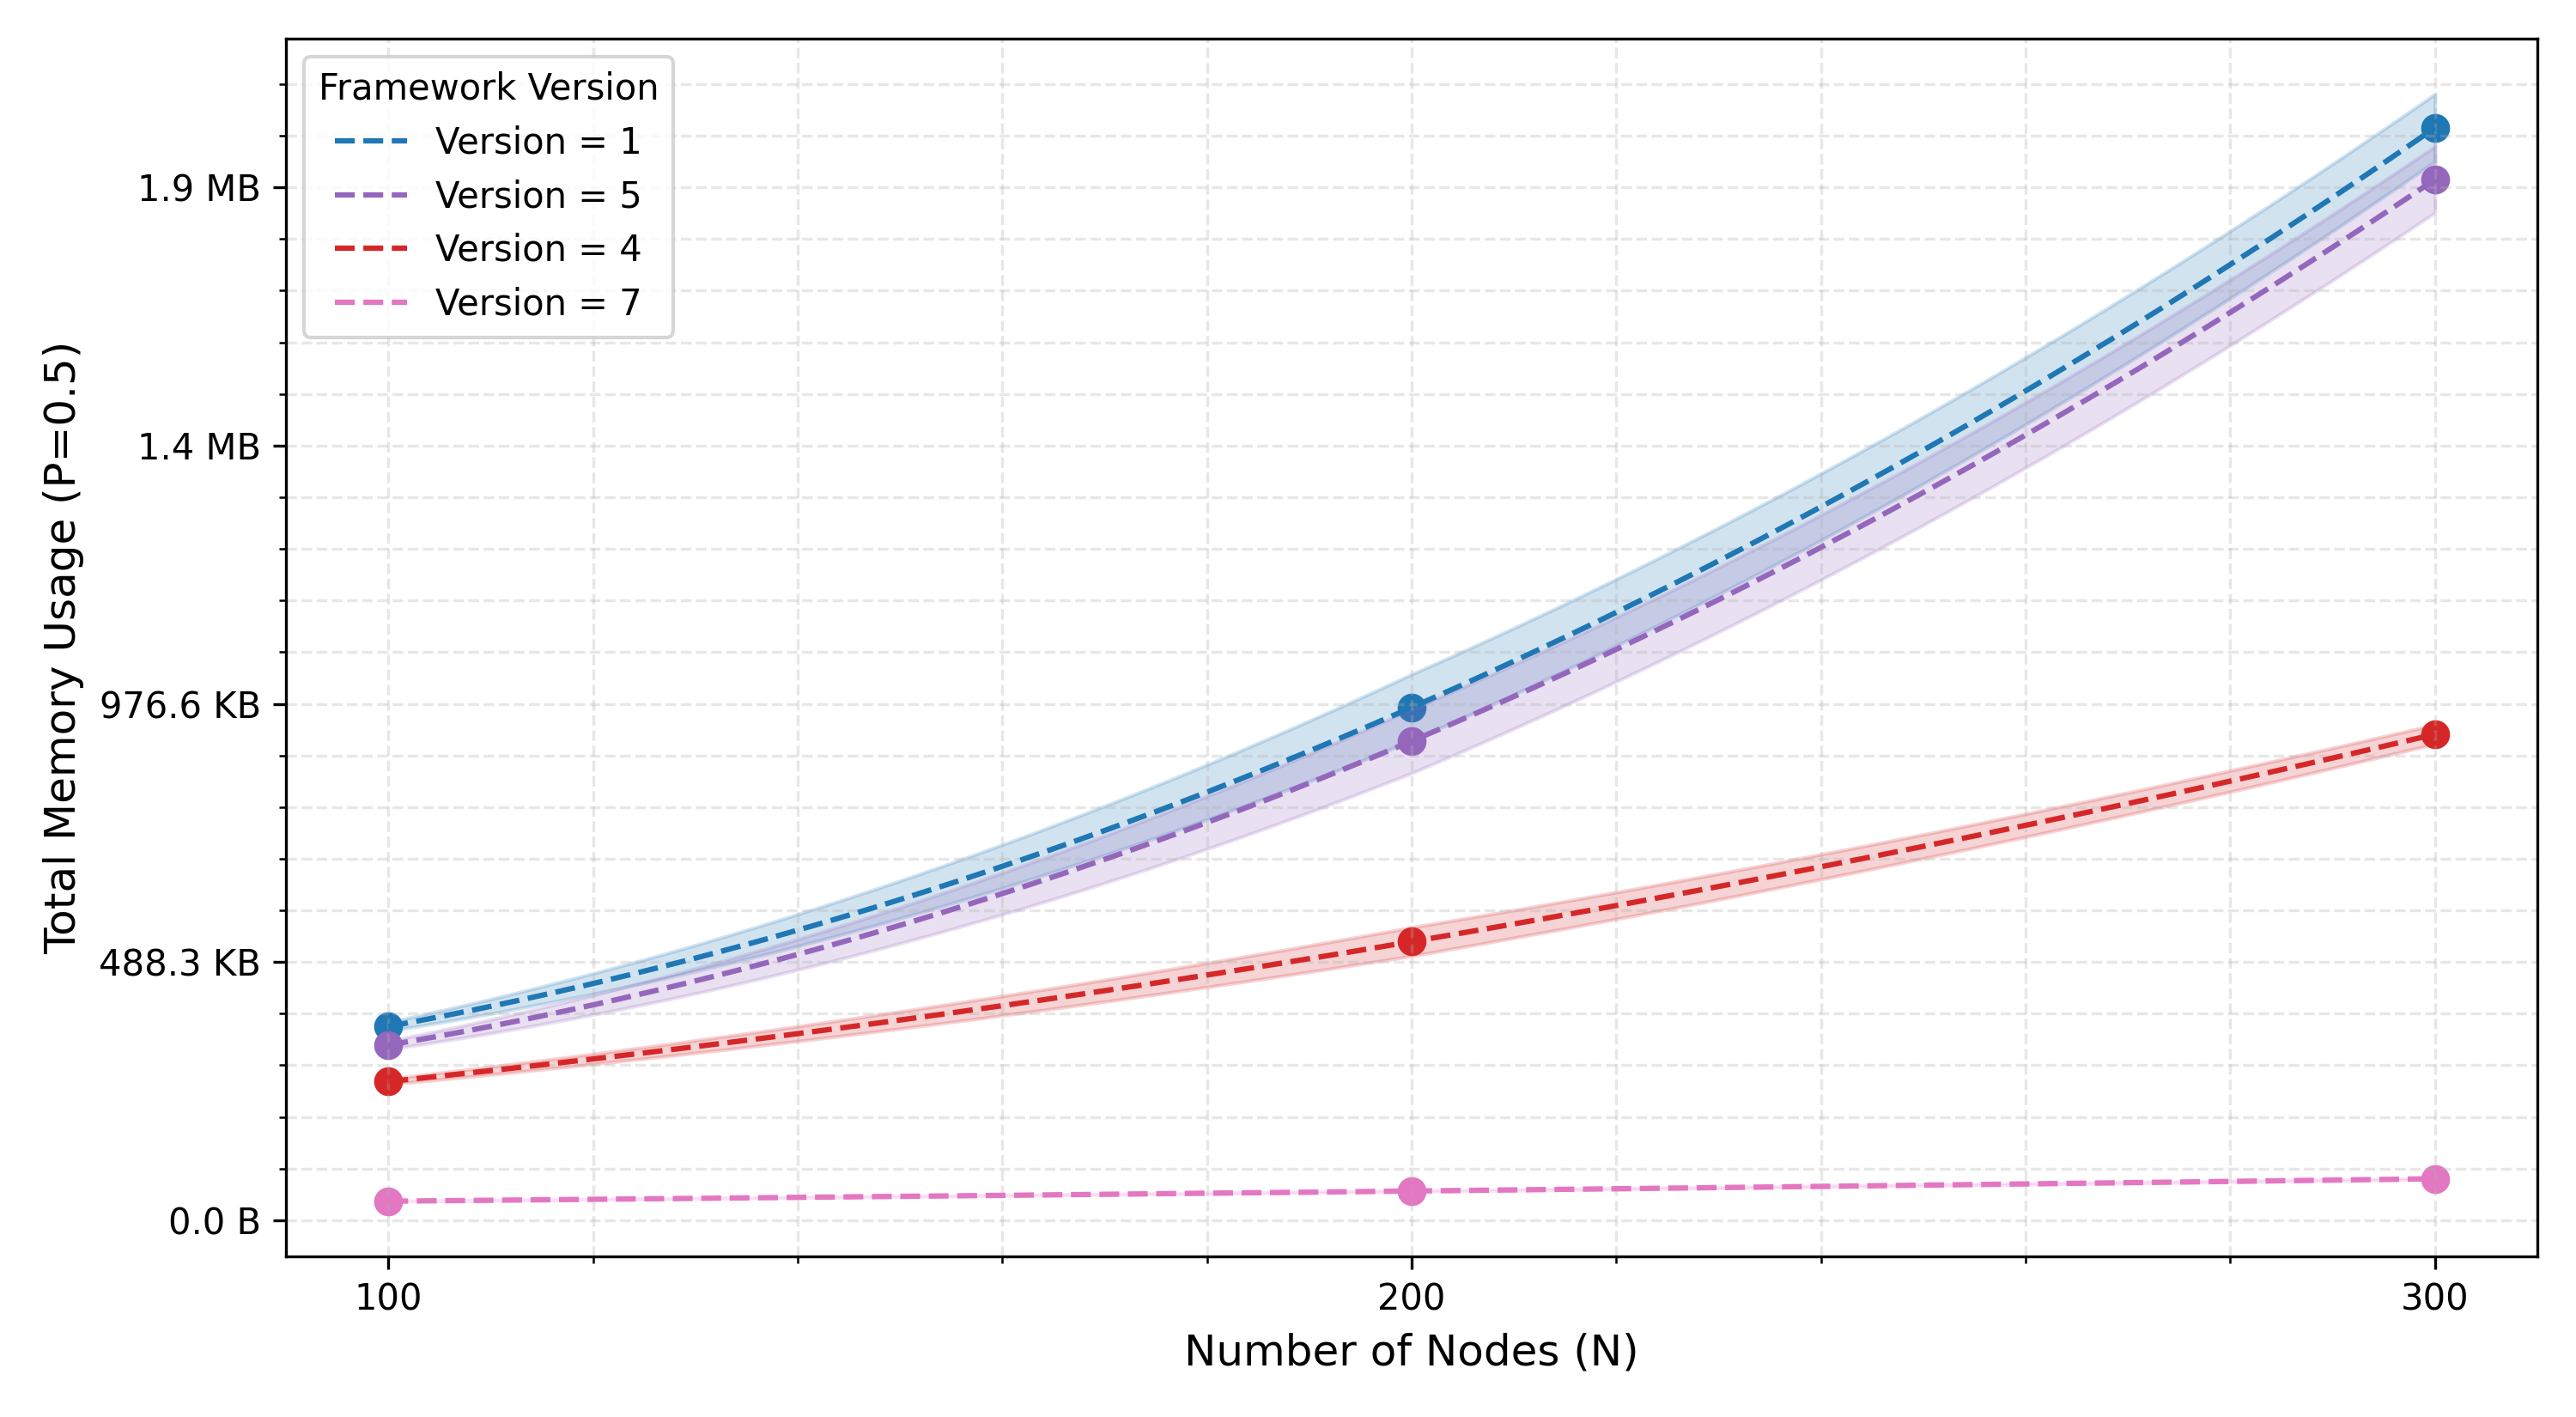 Framework Version
Version = 1
Version = 5
Version = 4
Version = 7
Total Memory Usage (P=0.5)
1.9 MB
1.4 MB
976.6 KB
488.3 KB
0.0 B
100
200
300
Number of Nodes (N)